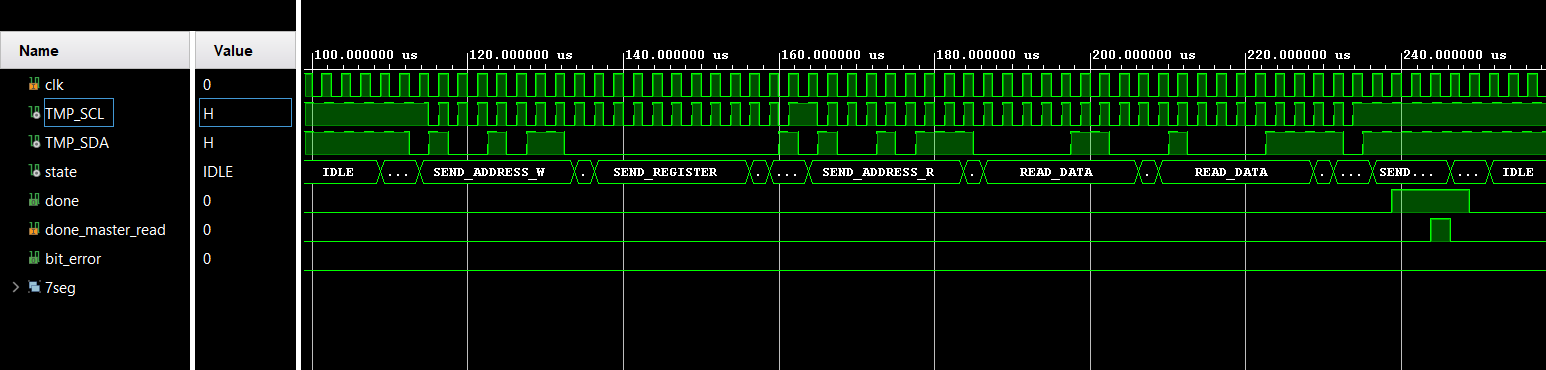 Name Value
100.000000 us 120.000000 us 140.000000 us 160.000000 us 180.000000 us 200.000000 us 220.000000 us 240.000000 us
clk 0
TMP_SCL H
TMP_SDA H
state IDLE IDLE ... SEND_ADDRESS_W . SEND_REGISTER . ... SEND_ADDRESS_R . READ_DATA . READ_DATA . ... SEND... ... IDLE
done 0
done_master_read 0
bit_error 0
7seg